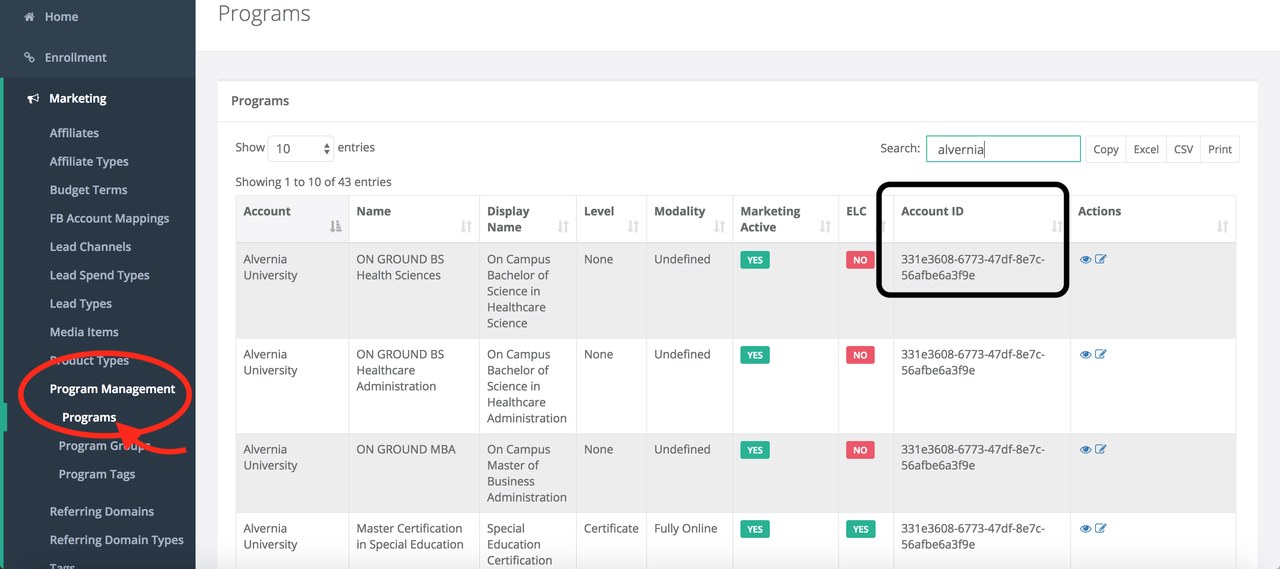 Home
Enrollment
Marketing
Affiliates
Affiliate Types
Budget Terms
FB Account Mappings
Lead Channels
Lead Spend Types
Lead Types
Media Items
Product Types
Program Management
Programs
Program Groups
Program Tags
Referring Domains
Referring Domain Types
Tags
Programs
Programs
Show 10 entries
Search: alvernia
Copy Excel CSV Print
Showing 1 to 10 of 43 entries
Account
Name
Display
Name
Level
Modality
Marketing
Active
ELC
Account ID
Actions
Alvernia
University
ON GROUND BS
Health Sciences
On Campus
Bachelor of
Science in
Healthcare
Science
None
Undefined
YES
NO
331e3608-6773-47df-8e7c-
56afbe6a3f9e
Alvernia
University
ON GROUND BS
Healthcare
Administration
On Campus
Bachelor of
Science in
Healthcare
Administration
None
Undefined
YES
NO
331e3608-6773-47df-8e7c-
56afbe6a3f9e
Alvernia
University
ON GROUND MBA
On Campus
Master of
Business
Administration
None
Undefined
YES
NO
331e3608-6773-47df-8e7c-
56afbe6a3f9e
Alvernia
University
Master Certification
in Special Education
Special
Education
Certification
Certificate
Fully Online
YES
YES
331e3608-6773-47df-8e7c-
56afbe6a3f9e